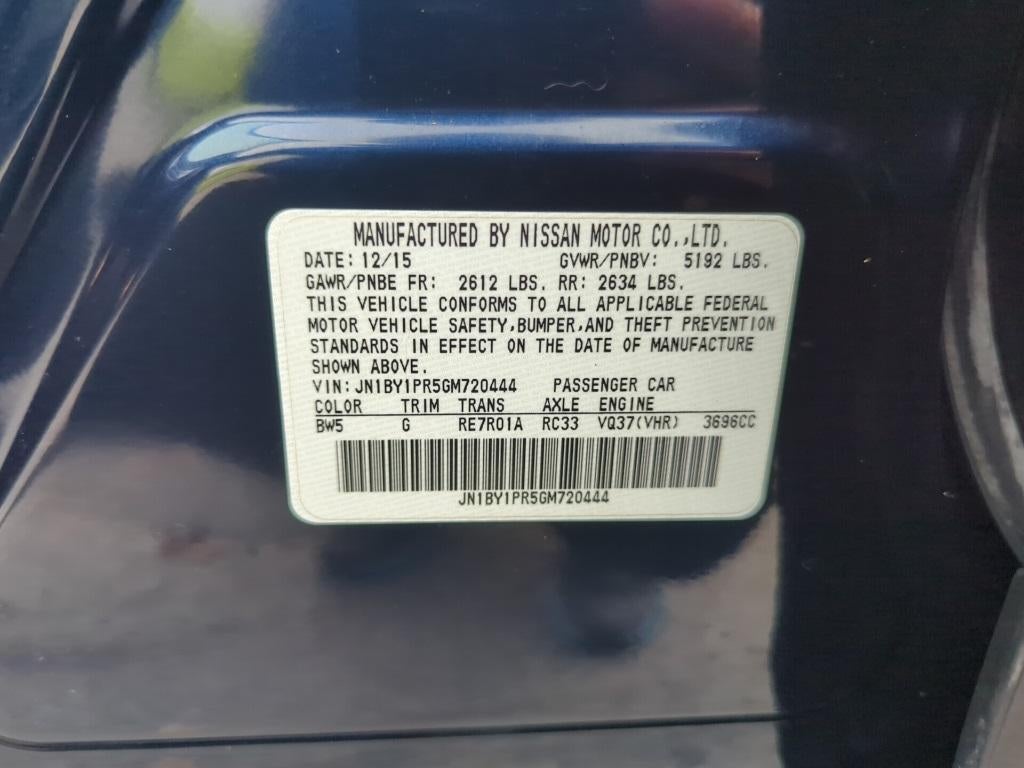 MANUFACTURED BY NISSAN MOTOR CO.,LTD.
DATE: 12/15 GVWR/PNBV: 5192 LBS.
GAWR/PNBE FR: 2612 LBS. RR: 2634 LBS.
THIS VEHICLE CONFORMS TO ALL APPLICABLE FEDERAL
MOTOR VEHICLE SAFETY,BUMPER,AND THEFT PREVENTION
STANDARDS IN EFFECT ON THE DATE OF MANUFACTURE
SHOWN ABOVE.
VIN: JN1BY1PR5GM720444 PASSENGER CAR
COLOR TRIM TRANS AXLE ENGINE
BW5 G RE7R01A RC33 VQ37(VHR) 3696CC
JN1BY1PR5GM720444